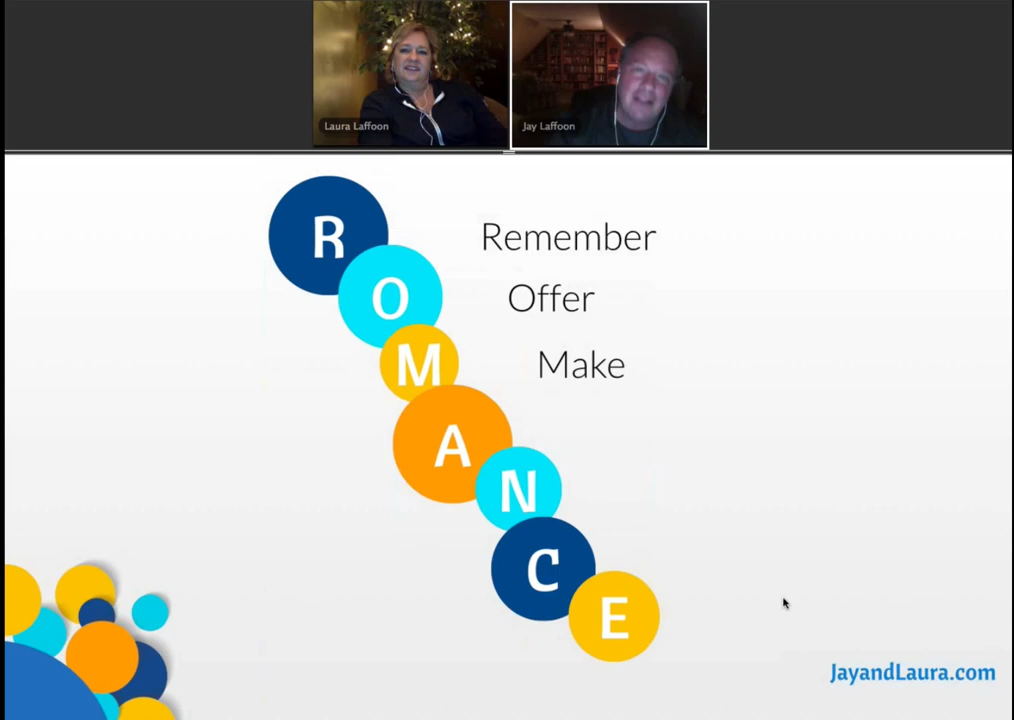 Laura Laffoon
Jay Laffoon
R Remember
O Offer
M Make
A
N
C
E
JayandLaura.com